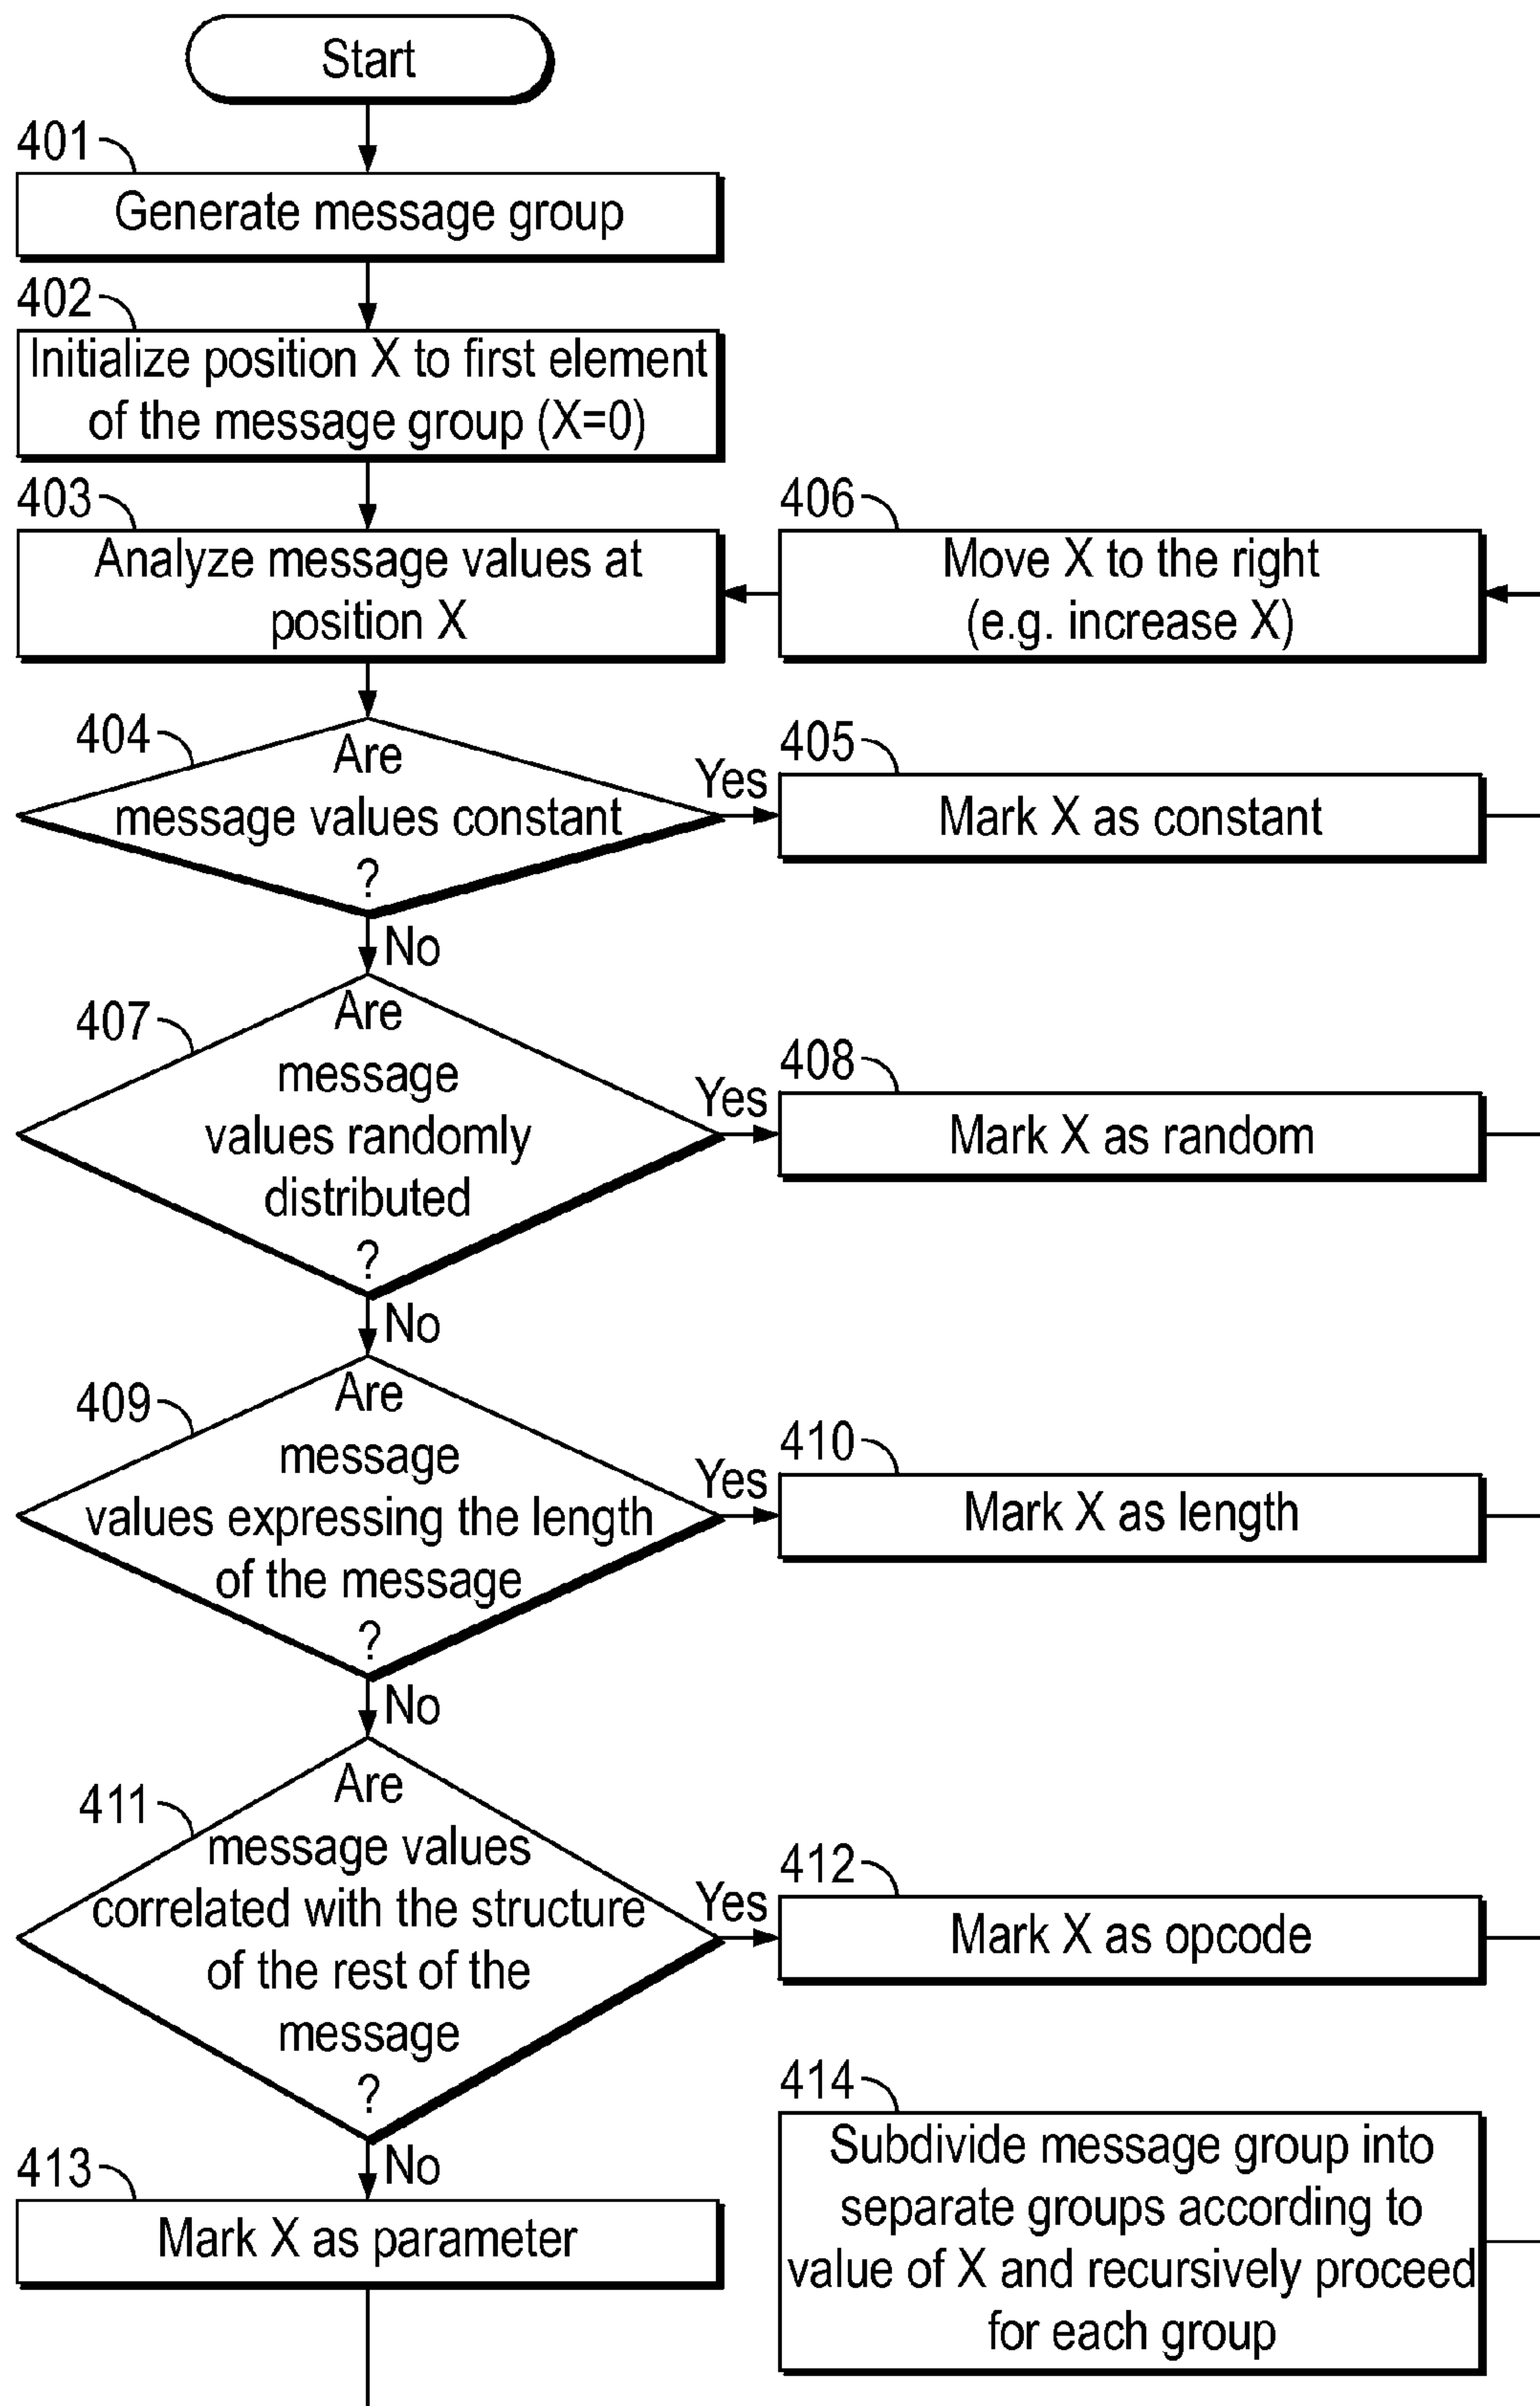 Start
401
Generate message group
402
Initialize position X to first element
of the message group (X=0)
403
Analyze message values at
position X
406
Move X to the right
(e.g. increase X)
404
Are
message values constant
?
Yes
405
Mark X as constant
No
407
Are
message
values randomly
distributed
?
Yes
408
Mark X as random
No
409
Are
message
values expressing the length
of the message
?
Yes
410
Mark X as length
No
411
Are
message values
correlated with the structure
of the rest of the
message
?
Yes
412
Mark X as opcode
No
413
Mark X as parameter
414
Subdivide message group into
separate groups according to
value of X and recursively proceed
for each group